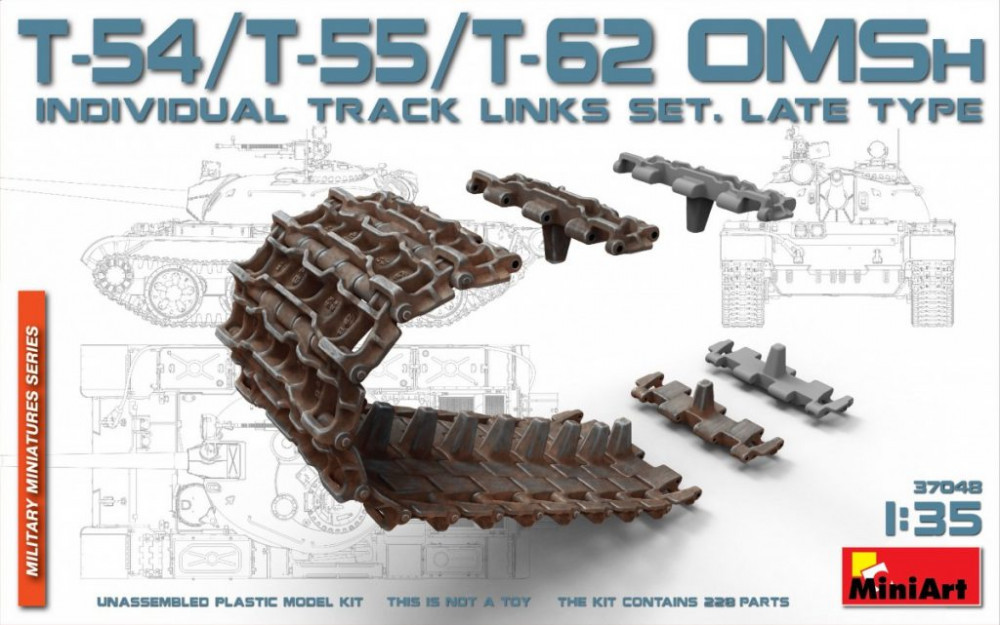 T-54/T-55/T-62 OMSh
INDIVIDUAL TRACK LINKS SET. LATE TYPE
MILITARY MINIATURES SERIES
37048
1:35
MiniArt
UNASSEMBLED PLASTIC MODEL KIT THIS IS NOT A TOY THE KIT CONTAINS 228 PARTS